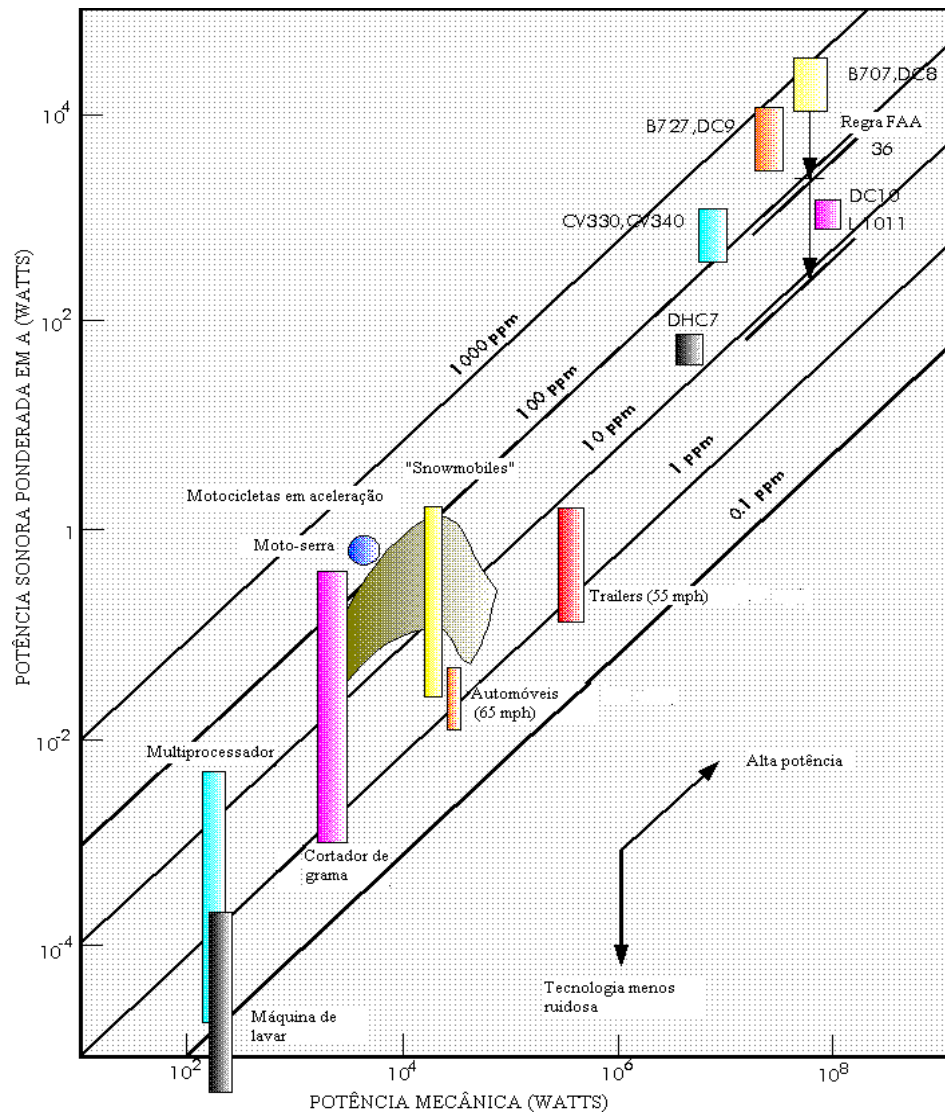 B707,DC8
10^4
Regra FAA
36
B727,DC9
DC10
L1011
CV330,CV340
10^2
DHC7
1000 ppm
100 ppm
10 ppm
1 ppm
0.1 ppm
"Snowmobiles"
Motocicletas em aceleração
1
Moto-serra
Trailers (55 mph)
Automóveis
(65 mph)
10^-2
Multiprocessador
Alta potência
Cortador de
grama
10^-4
Tecnologia menos
ruidosa
Máquina de
lavar
10^2
10^4
10^6
10^8
POTÊNCIA MECÂNICA (WATTS)
POTÊNCIA SONORA PONDERADA EM A (WATTS)